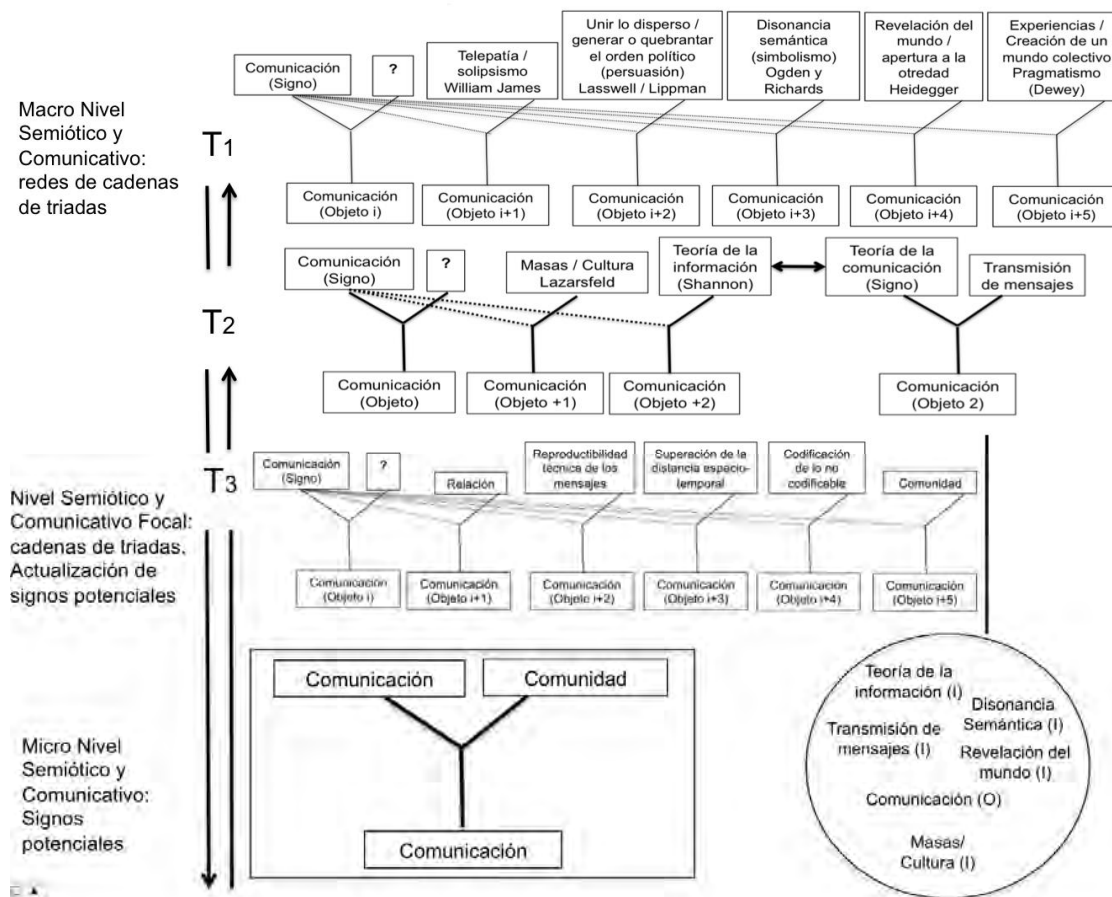 Macro Nivel
Semiótico y
Comunicativo:
redes de cadenas
de triadas
T1
Comunicación
(Signo)
?
Telepatía /
solipsismo
William James
Unir lo disperso /
generar o quebrantar
el orden político
(persuasión)
Lasswell / Lippman
Disonancia
semántica
(simbolismo)
Ogden y
Richards
Revelación del
mundo /
apertura a la
otredad
Heidegger
Experiencias /
Creación de un
mundo colectivo
Pragmatismo
(Dewey)
Comunicación
(Objeto i)
Comunicación
(Objeto i+1)
Comunicación
(Objeto i+2)
Comunicación
(Objeto i+3)
Comunicación
(Objeto i+4)
Comunicación
(Objeto i+5)
T2
Comunicación
(Signo)
?
Masas / Cultura
Lazarsfeld
Teoría de la
información
(Shannon)
Teoría de la
comunicación
(Signo)
Transmisión
de mensajes
Comunicación
(Objeto)
Comunicación
(Objeto +1)
Comunicación
(Objeto +2)
Comunicación
(Objeto 2)
Nivel Semiótico y
Comunicativo Focal:
cadenas de triadas.
Actualización de
signos potenciales
T3
Comunicación
(Signo)
?
Relación
Reproductibilidad
técnica de los
mensajes
Superación de la
distancia espacio-
temporal
Codificación
de lo no
codificable
Comunidad
Comunicación
(Objeto i)
Comunicación
(Objeto i+1)
Comunicación
(Objeto i+2)
Comunicación
(Objeto i+3)
Comunicación
(Objeto i+4)
Comunicación
(Objeto i+5)
Micro Nivel
Semiótico y
Comunicativo:
Signos
potenciales
Comunicación
Comunidad
Comunicación
Teoría de la
información (I)
Disonancia
Semántica (I)
Transmisión de
mensajes (I)
Revelación del
mundo (I)
Comunicación (O)
Masas/
Cultura (I)